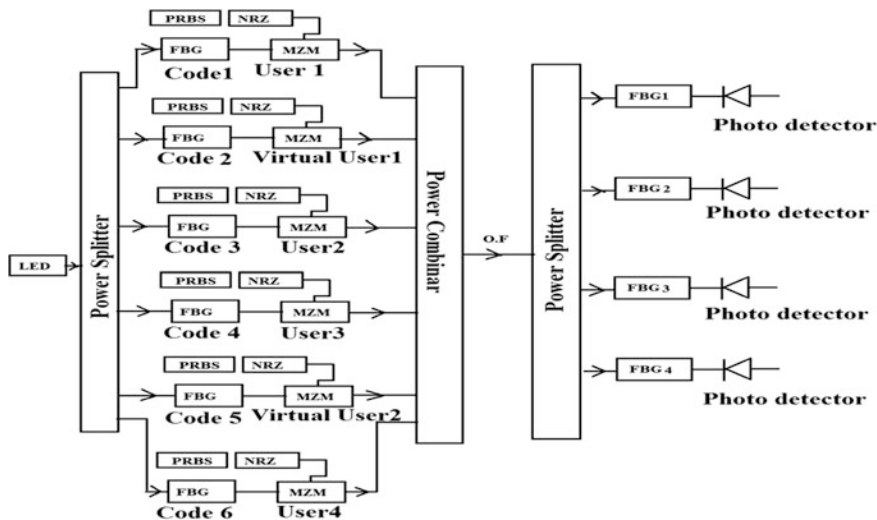 PRBS NRZ
FBG MZM
Code1 User 1
PRBS NRZ
FBG MZM
Code 2 Virtual User1
PRBS NRZ
FBG MZM
Code 3 User2
PRBS NRZ
FBG MZM
Code 4 User3
PRBS NRZ
FBG MZM
Code 5 Virtual User2
PRBS NRZ
FBG MZM
Code 6 User4
LED
Power Splitter
Power Combinar
O.F
Power Splitter
FBG1
Photo detector
FBG 2
Photo detector
FBG 3
Photo detector
FBG 4
Photo detector